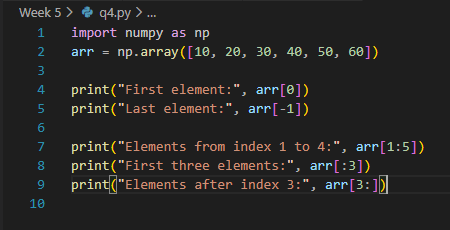 Week 5 > q4.py > ...
1 import numpy as np
2 arr = np.array([10, 20, 30, 40, 50, 60])
3
4 print("First element:", arr[0])
5 print("Last element:", arr[-1])
6
7 print("Elements from index 1 to 4:", arr[1:5])
8 print("First three elements:", arr[:3])
9 print("Elements after index 3:", arr[3:])
10